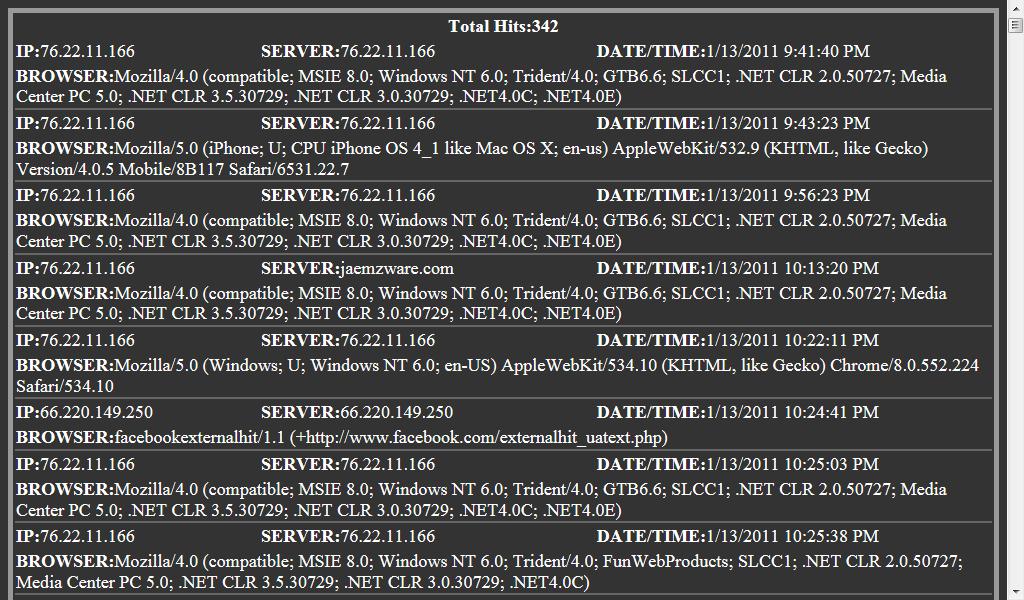 Total Hits:342
IP:76.22.11.166 SERVER:76.22.11.166 DATE/TIME:1/13/2011 9:41:40 PM
BROWSER:Mozilla/4.0 (compatible; MSIE 8.0; Windows NT 6.0; Trident/4.0; GTB6.6; SLCC1; .NET CLR 2.0.50727; Media
Center PC 5.0; .NET CLR 3.5.30729; .NET CLR 3.0.30729; .NET4.0C; .NET4.0E)
IP:76.22.11.166 SERVER:76.22.11.166 DATE/TIME:1/13/2011 9:43:23 PM
BROWSER:Mozilla/5.0 (iPhone; U; CPU iPhone OS 4_1 like Mac OS X; en-us) AppleWebKit/532.9 (KHTML, like Gecko)
Version/4.0.5 Mobile/8B117 Safari/6531.22.7
IP:76.22.11.166 SERVER:76.22.11.166 DATE/TIME:1/13/2011 9:56:23 PM
BROWSER:Mozilla/4.0 (compatible; MSIE 8.0; Windows NT 6.0; Trident/4.0; GTB6.6; SLCC1; .NET CLR 2.0.50727; Media
Center PC 5.0; .NET CLR 3.5.30729; .NET CLR 3.0.30729; .NET4.0C; .NET4.0E)
IP:76.22.11.166 SERVER:jaemzware.com DATE/TIME:1/13/2011 10:13:20 PM
BROWSER:Mozilla/4.0 (compatible; MSIE 8.0; Windows NT 6.0; Trident/4.0; GTB6.6; SLCC1; .NET CLR 2.0.50727; Media
Center PC 5.0; .NET CLR 3.5.30729; .NET CLR 3.0.30729; .NET4.0C; .NET4.0E)
IP:76.22.11.166 SERVER:76.22.11.166 DATE/TIME:1/13/2011 10:22:11 PM
BROWSER:Mozilla/5.0 (Windows; U; Windows NT 6.0; en-US) AppleWebKit/534.10 (KHTML, like Gecko) Chrome/8.0.552.224
Safari/534.10
IP:66.220.149.250 SERVER:66.220.149.250 DATE/TIME:1/13/2011 10:24:41 PM
BROWSER:facebookexternalhit/1.1 (+http://www.facebook.com/externalhit_uatext.php)
IP:76.22.11.166 SERVER:76.22.11.166 DATE/TIME:1/13/2011 10:25:03 PM
BROWSER:Mozilla/4.0 (compatible; MSIE 8.0; Windows NT 6.0; Trident/4.0; GTB6.6; SLCC1; .NET CLR 2.0.50727; Media
Center PC 5.0; .NET CLR 3.5.30729; .NET CLR 3.0.30729; .NET4.0C; .NET4.0E)
IP:76.22.11.166 SERVER:76.22.11.166 DATE/TIME:1/13/2011 10:25:38 PM
BROWSER:Mozilla/4.0 (compatible; MSIE 8.0; Windows NT 6.0; Trident/4.0; FunWebProducts; SLCC1; .NET CLR 2.0.50727;
Media Center PC 5.0; .NET CLR 3.5.30729; .NET CLR 3.0.30729; .NET4.0C)